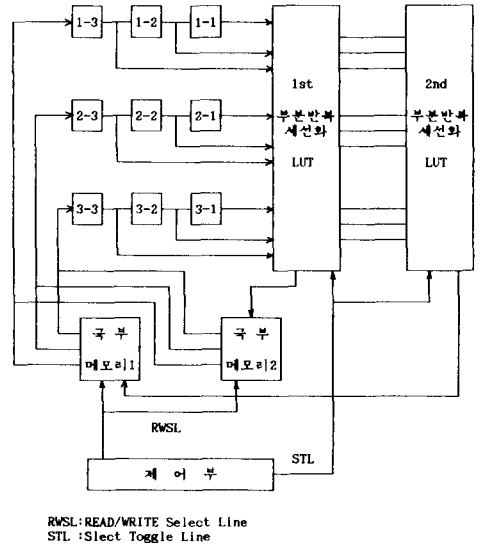 1-3 1-2 1-1
2-3 2-2 2-1
3-3 3-2 3-1
1st
부분반복
세선화
LUT
2nd
부분반복
세선화
LUT
국 부
메모리1
국 부
메모리2
RWSL
STL
제 어 부
RWSL:READ/WRITE Select Line
STL :Slect Toggle Line